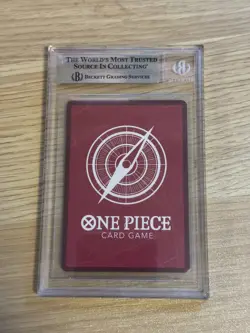 THE WORLD'S MOST TRUSTED
SOURCE IN COLLECTING
BECKETT GRADING SERVICES
ONE PIECE
CARD GAME